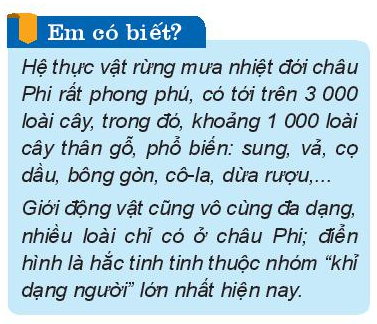 Em có biết?
Hệ thực vật rừng mưa nhiệt đới châu
Phi rất phong phú, có tới trên 3 000
loài cây, trong đó, khoảng 1 000 loài
cây thân gỗ, phổ biến: sung, vả, cọ
dầu, bông gòn, cô-la, dừa rượu,...
Giới động vật cũng vô cùng đa dạng,
nhiều loài chỉ có ở châu Phi; điển
hình là hắc tinh tinh thuộc nhóm “khỉ
dạng người” lớn nhất hiện nay.